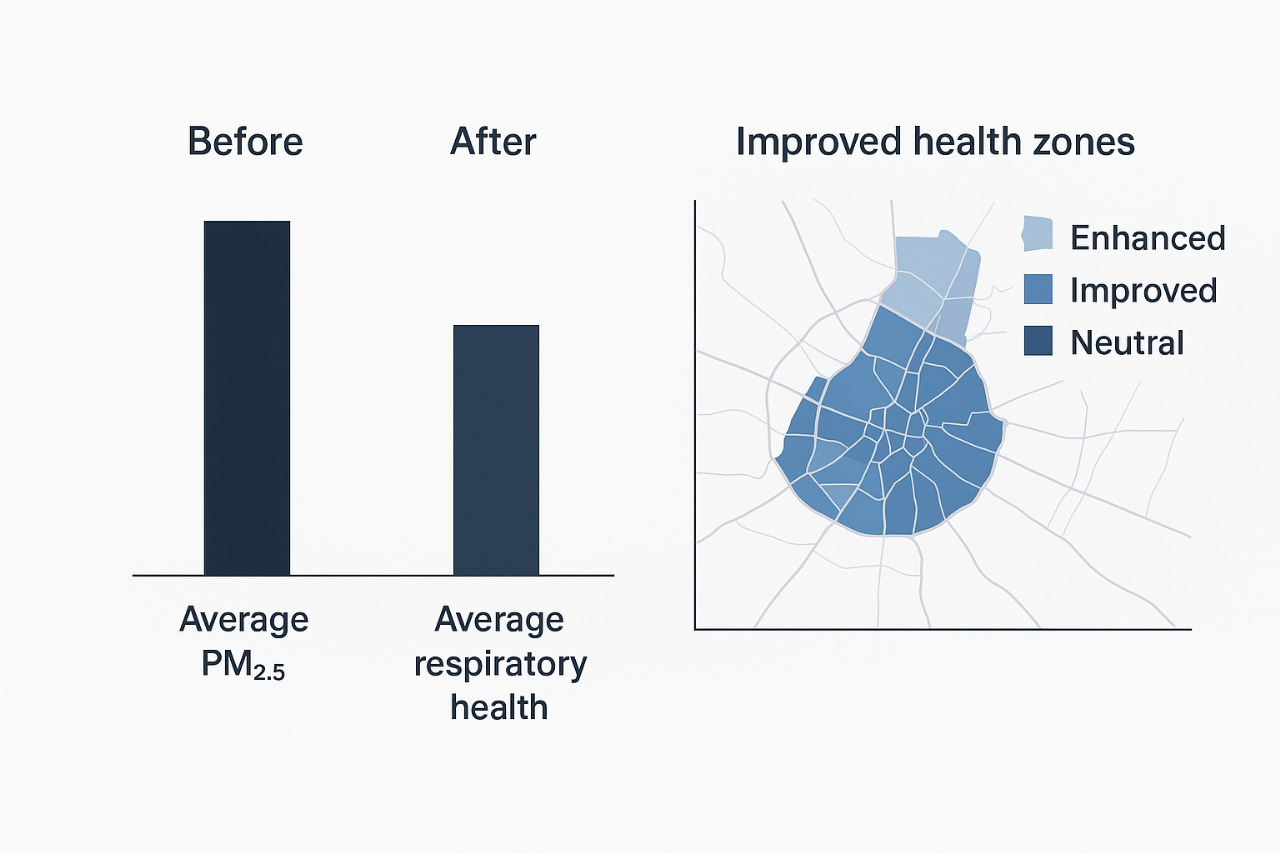 Before
After
Average
PM₂.₅
Average
respiratory
health
Improved health zones
Enhanced
Improved
Neutral